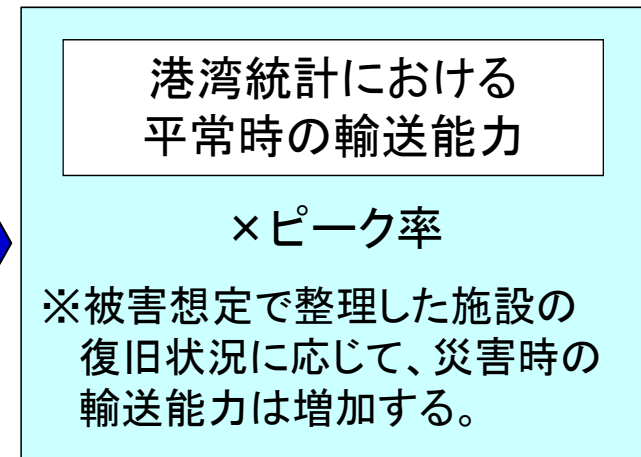 港湾統計における
平常時の輸送能力
×ピーク率
※被害想定で整理した施設の
復旧状況に応じて、災害時の
輸送能力は増加する。